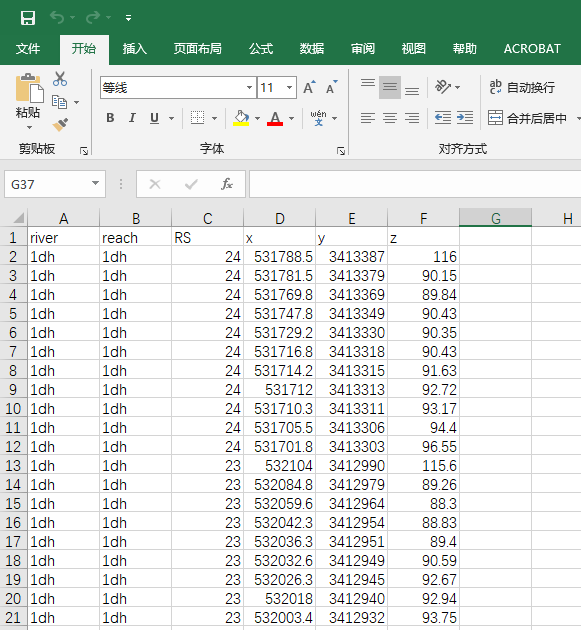 文件 开始 插入 页面布局 公式 数据 审阅 视图 帮助 ACROBAT
等线 11 A A ab 自动换行
粘贴 B I U A wén 文 合并后居中
剪贴板 字体 对齐方式
G37 fx
A B C D E F G H
1 river reach RS x y z
2 1dh 1dh 24 531788.5 3413387 116
3 1dh 1dh 24 531781.5 3413379 90.15
4 1dh 1dh 24 531769.8 3413369 89.84
5 1dh 1dh 24 531747.8 3413349 90.43
6 1dh 1dh 24 531729.2 3413330 90.35
7 1dh 1dh 24 531716.8 3413318 90.43
8 1dh 1dh 24 531714.2 3413315 91.63
9 1dh 1dh 24 531712 3413313 92.72
10 1dh 1dh 24 531710.3 3413311 93.17
11 1dh 1dh 24 531705.5 3413306 94.4
12 1dh 1dh 24 531701.8 3413303 96.55
13 1dh 1dh 23 532104 3412990 115.6
14 1dh 1dh 23 532084.8 3412979 89.26
15 1dh 1dh 23 532059.6 3412964 88.3
16 1dh 1dh 23 532042.3 3412954 88.83
17 1dh 1dh 23 532036.3 3412951 89.4
18 1dh 1dh 23 532032.6 3412949 90.59
19 1dh 1dh 23 532026.3 3412945 92.67
20 1dh 1dh 23 532018 3412940 92.94
21 1dh 1dh 23 532003.4 3412932 93.75